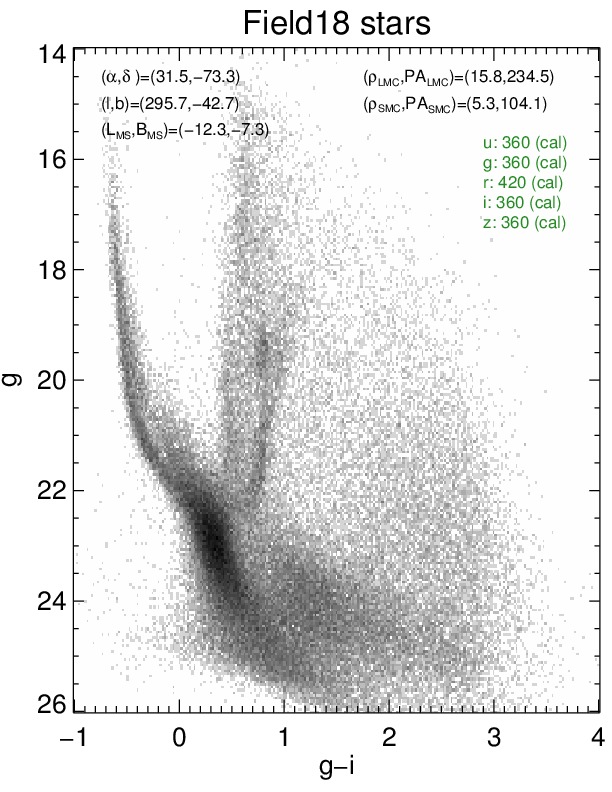 Field18 stars
(α,δ)=(31.5,−73.3)
(l,b)=(295.7,−42.7)
(LMS,BMS)=(−12.3,−7.3)
(ρLMC,PALMC)=(15.8,234.5)
(ρSMC,PASMC)=(5.3,104.1)
u: 360 (cal)
g: 360 (cal)
r: 420 (cal)
i: 360 (cal)
z: 360 (cal)
14
16
18
20
22
24
26
g
−1 0 1 2 3 4
g−i